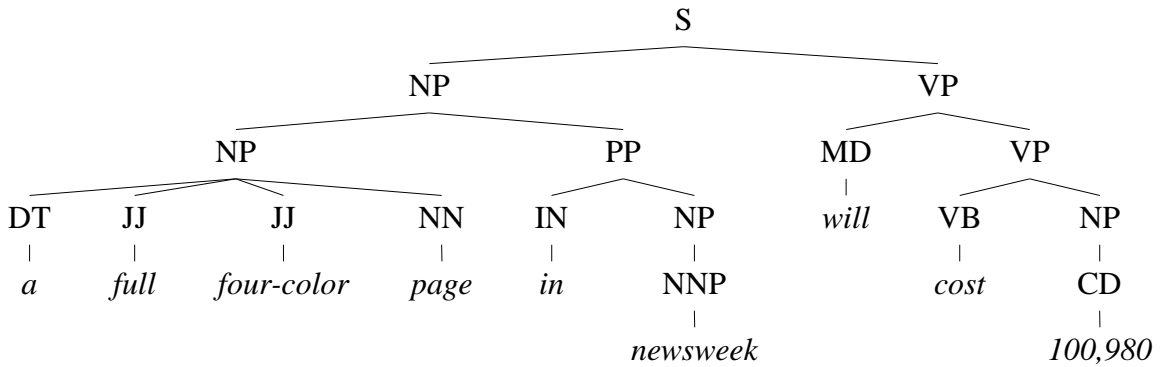 S
NP VP
NP PP MD VP
DT JJ JJ NN IN NP will VB NP
a full four-color page in NNP cost CD
newsweek 100,980